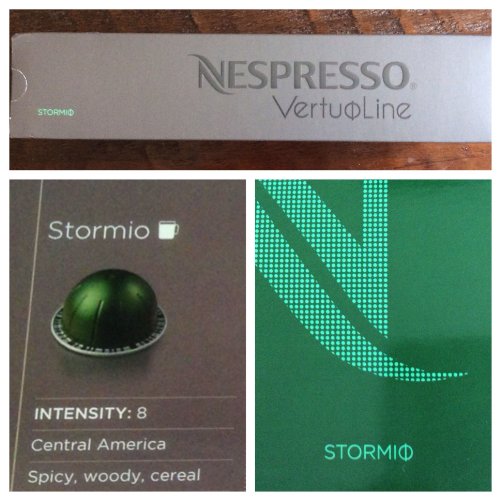 NESPRESSO®
VertuoLine
STORMIO
Stormio
INTENSITY: 8
Central America
Spicy, woody, cereal
STORMIO